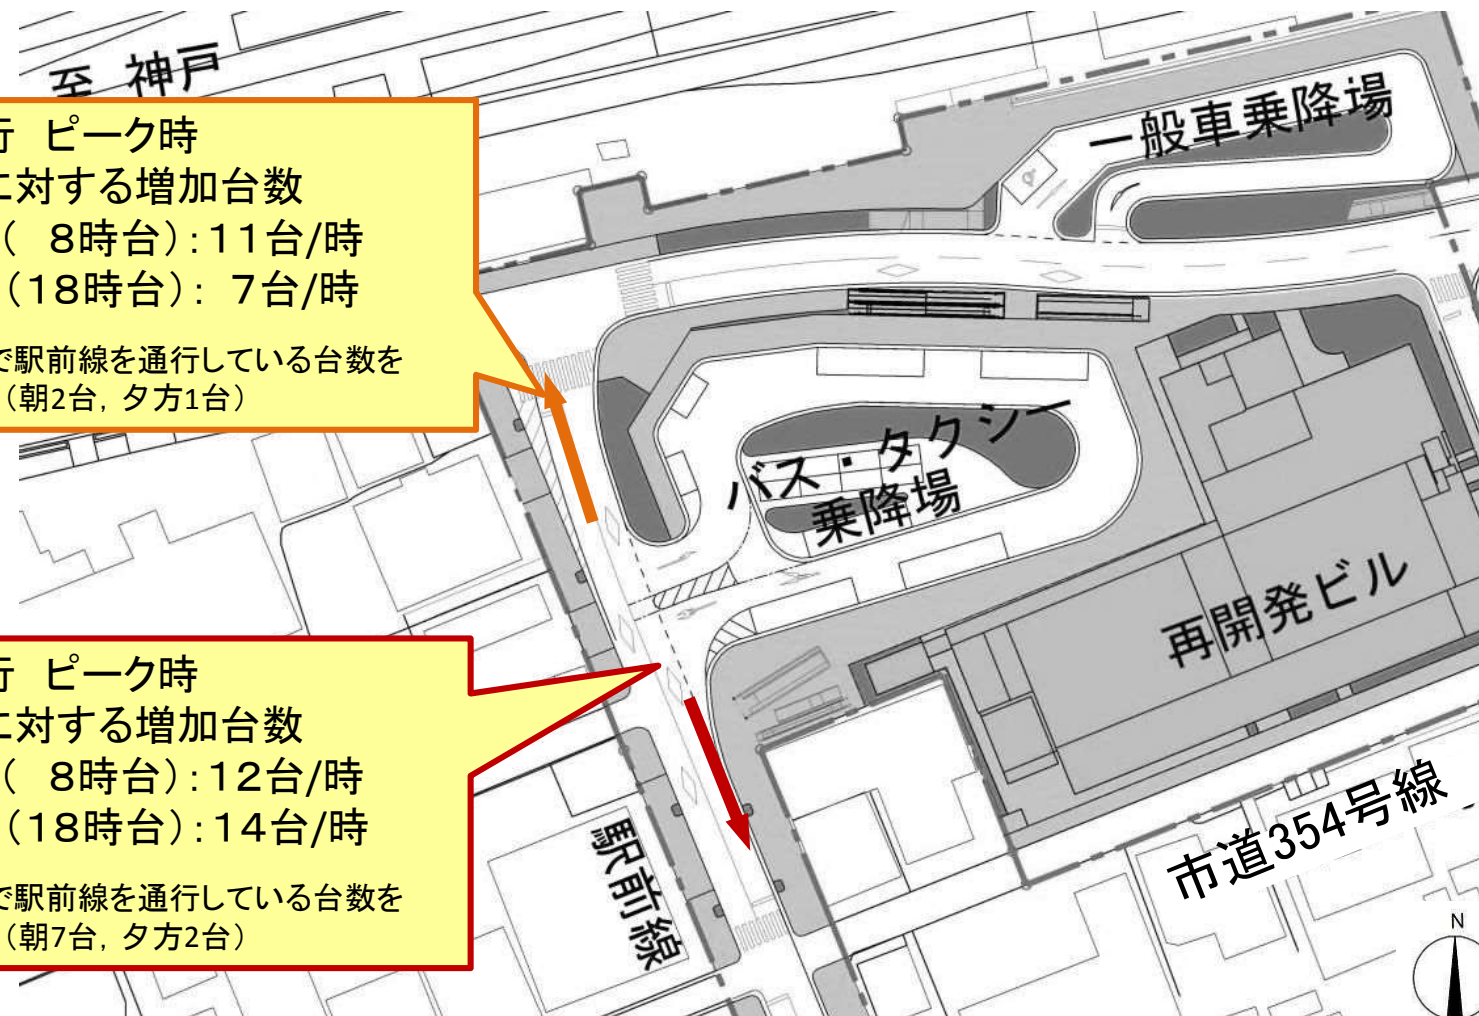 至 神戸
一般車乗降場
行 ピーク時
に対する増加台数
( 8時台):11台/時
(18時台): 7台/時
で駅前線を通行している台数を
(朝2台, 夕方1台)
バス・タクシー
乗降場
再開発ビル
行 ピーク時
に対する増加台数
( 8時台):12台/時
(18時台):14台/時
で駅前線を通行している台数を
(朝7台, 夕方2台)
駅前線
市道354号線
N